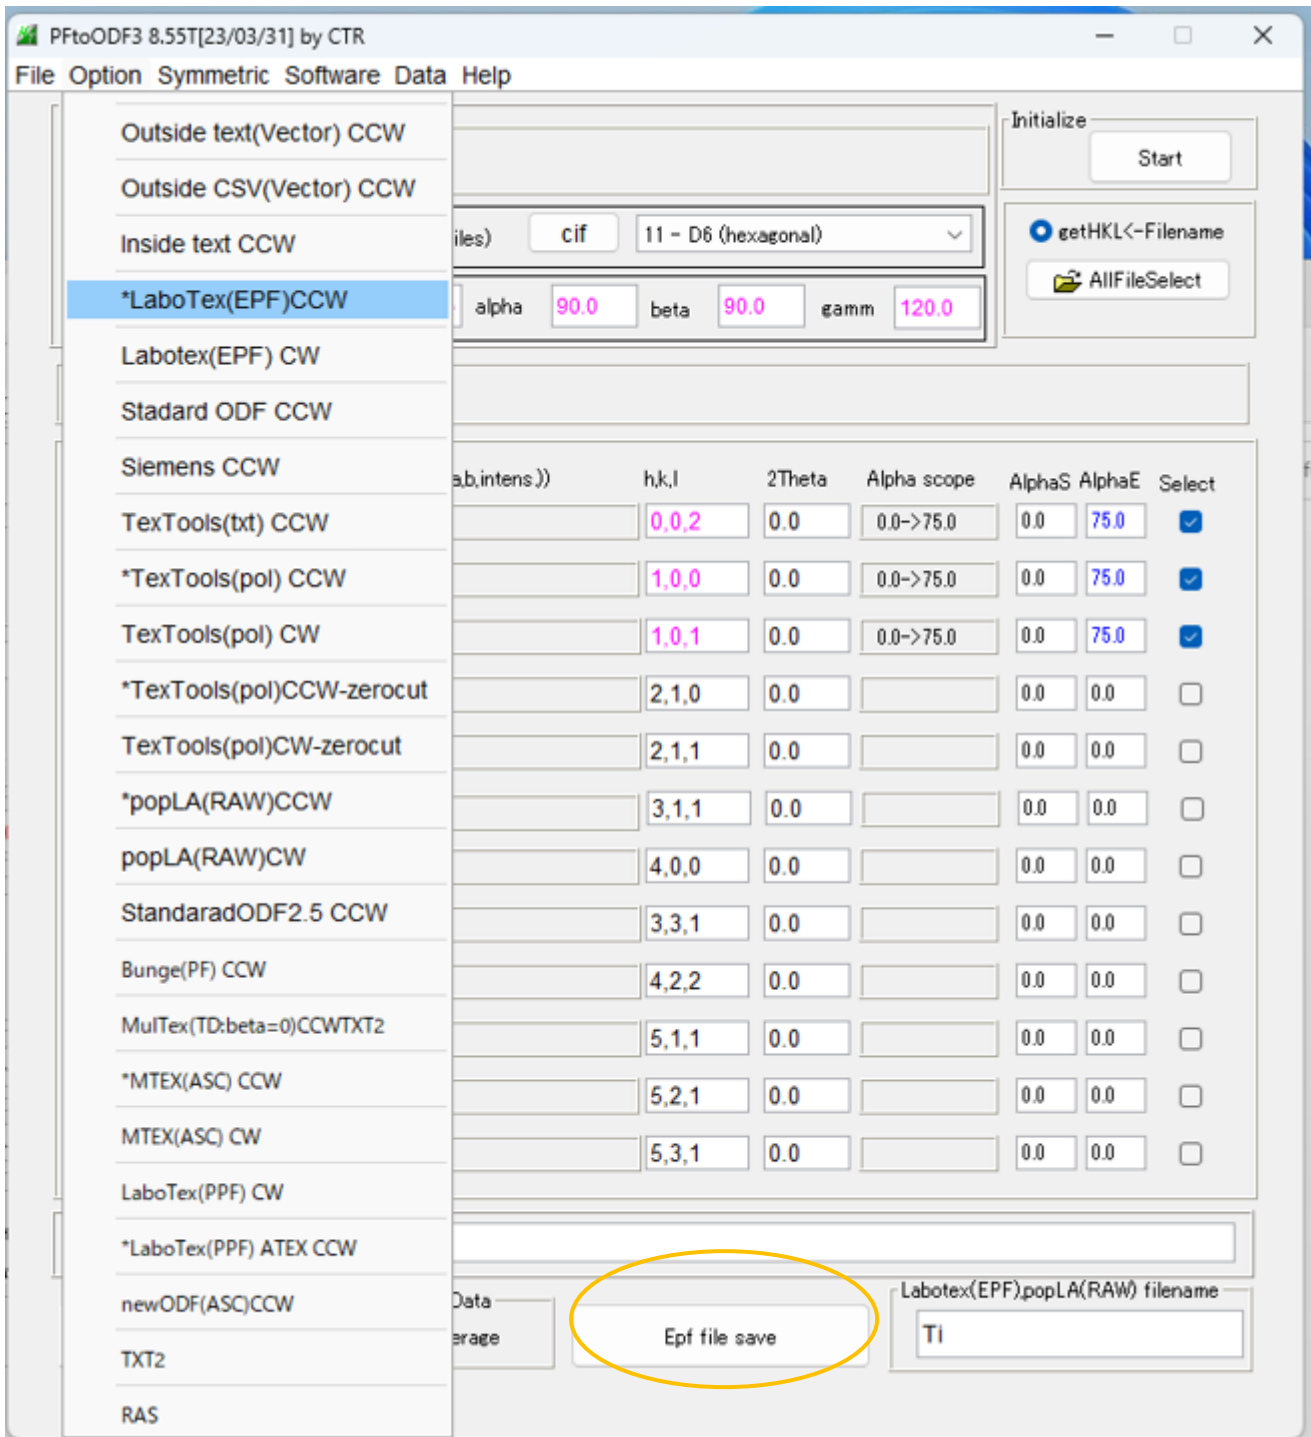 PFtoODF3 8.55T[23/03/31] by CTR
File Option Symmetric Software Data Help
Outside text(Vector) CCW
Outside CSV(Vector) CCW
Inside text CCW
*LaboTex(EPF)CCW
Labotex(EPF) CW
Stadard ODF CCW
Siemens CCW
TexTools(txt) CCW
*TexTools(pol) CCW
TexTools(pol) CW
*TexTools(pol)CCW-zerocut
TexTools(pol)CW-zerocut
*popLA(RAW)CCW
popLA(RAW)CW
StandaradODF2.5 CCW
Bunge(PF) CCW
MulTex(TD:beta=0)CCWTXT2
*MTEX(ASC) CCW
MTEX(ASC) CW
LaboTex(PPF) CW
*LaboTex(PPF) ATEX CCW
newODF(ASC)CCW
TXT2
RAS
Initialize
Start
iles) cif 11 - D6 (hexagonal)
getHKL<-Filename
AllFileSelect
alpha 90.0 beta 90.0 gamm 120.0
a,b,intens.)) h,k,l 2Theta Alpha scope AlphaS AlphaE Select
0,0,2 0.0 0.0->75.0 0.0 75.0
1,0,0 0.0 0.0->75.0 0.0 75.0
1,0,1 0.0 0.0->75.0 0.0 75.0
2,1,0 0.0 0.0 0.0
2,1,1 0.0 0.0 0.0
3,1,1 0.0 0.0 0.0
4,0,0 0.0 0.0 0.0
3,3,1 0.0 0.0 0.0
4,2,2 0.0 0.0 0.0
5,1,1 0.0 0.0 0.0
5,2,1 0.0 0.0 0.0
5,3,1 0.0 0.0 0.0
Data
erage
Epf file save
Labotex(EPF),popLA(RAW) filename
Ti